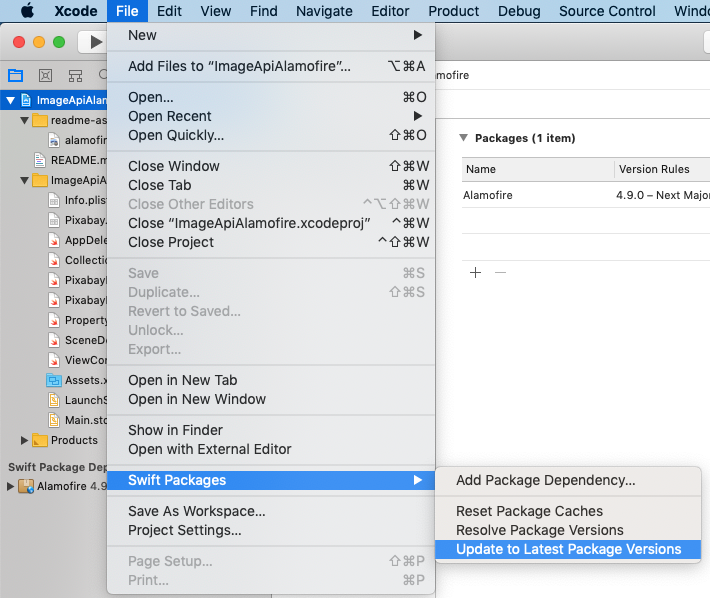 Xcode File Edit View Find Navigate Editor Product Debug Source Control Windo
New
Add Files to “ImageApiAlamofire”... ⌥⌘A
Open... ⌘O
Open Recent
Open Quickly... ⇧⌘O
Close Window ⇧⌘W
Close Tab ⌘W
Close Other Editors ^⌥⇧⌘W
Close “ImageApiAlamofire.xcodeproj” ^⌘W
Close Project ^⇧⌘W
Save ⌘S
Duplicate... ⇧⌘S
Revert to Saved...
Unlock...
Export...
Open in New Tab
Open in New Window
Show in Finder
Open with External Editor
Swift Packages
Save As Workspace...
Project Settings...
Page Setup... ⇧⌘P
Print... ⌘P
Add Package Dependency...
Reset Package Caches
Resolve Package Versions
Update to Latest Package Versions
ImageApiAlam
readme-as
alamofir
README.m
ImageApiA
Info.plis
Pixabay.
AppDele
Collectio
Pixabayl
Pixabayl
Property
SceneDe
ViewCon
Assets.x
LaunchS
Main.sto
Products
Swift Package Dep
Alamofire 4.9
mofire
Packages (1 item)
Name Version Rules
Alamofire 4.9.0 – Next Major